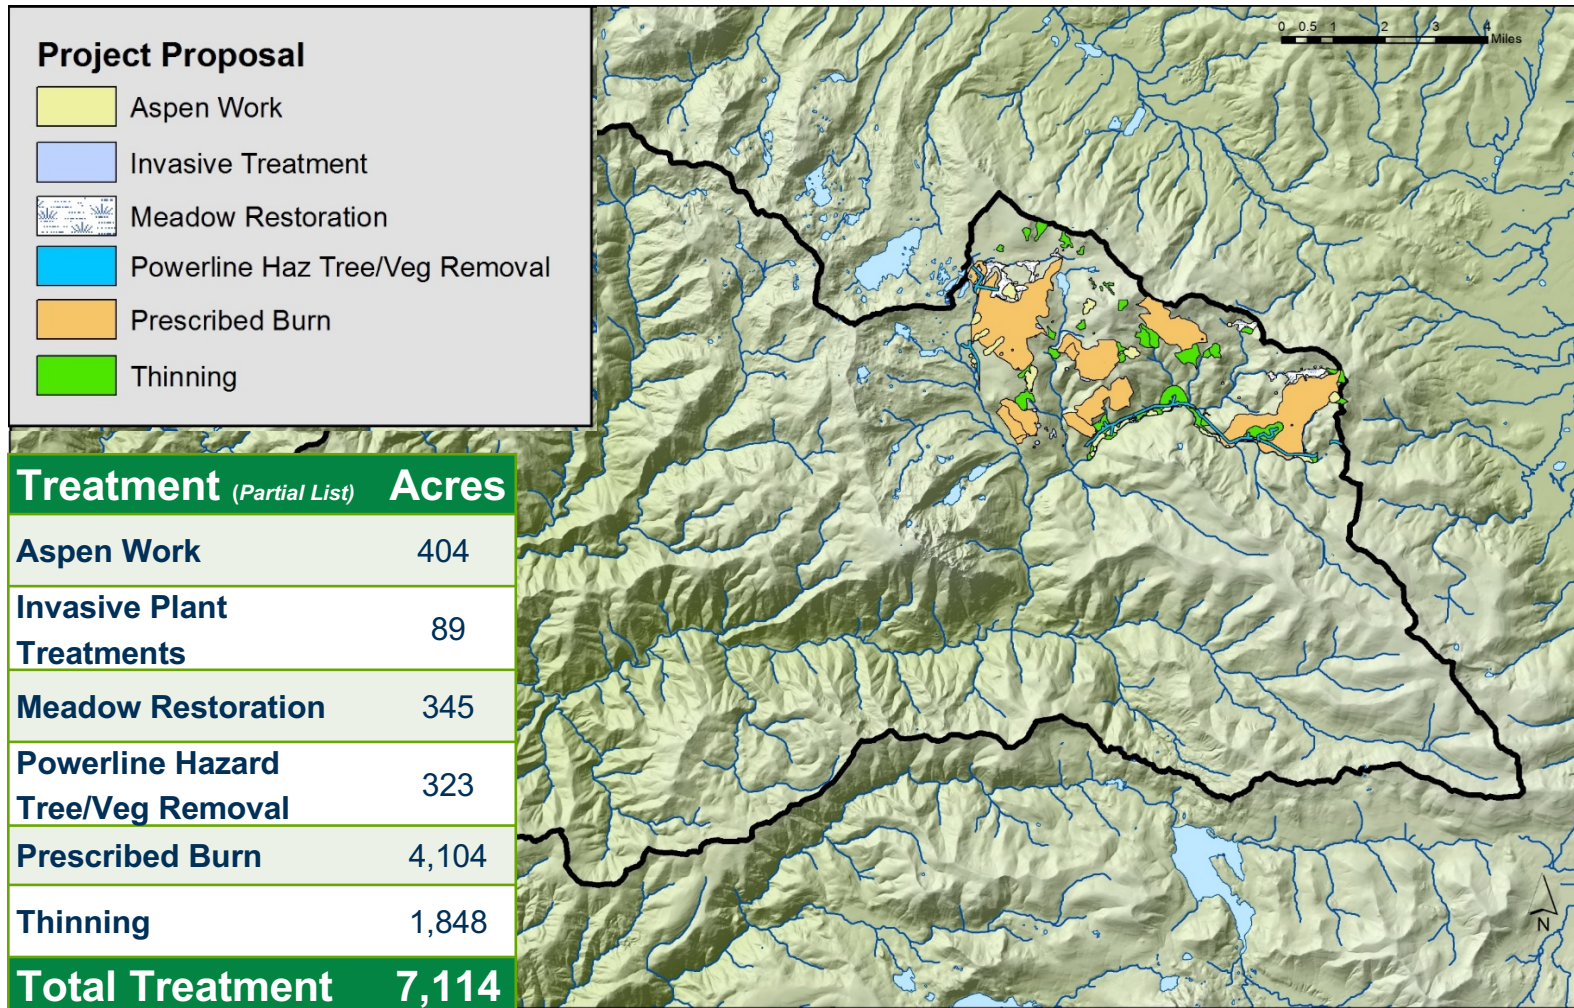 Project Proposal
Aspen Work
Invasive Treatment
Meadow Restoration
Powerline Haz Tree/Veg Removal
Prescribed Burn
Thinning
0 0.5 1 2 3 4
Miles
Treatment (Partial List) Acres
Aspen Work 404
Invasive Plant
Treatments 89
Meadow Restoration 345
Powerline Hazard
Tree/Veg Removal 323
Prescribed Burn 4,104
Thinning 1,848
Total Treatment 7,114
N